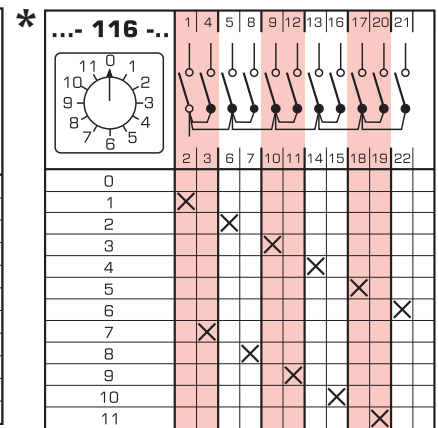 *
...- 116 -..
1 4 5 8 9 12 13 16 17 20 21
0 1 2 3 4 5 6 7 8 9 10 11
2 3 6 7 10 11 14 15 18 19 22
0
1 X
2 X
3 X
4 X
5 X
6 X
7 X
8 X
9 X
10 X
11 X